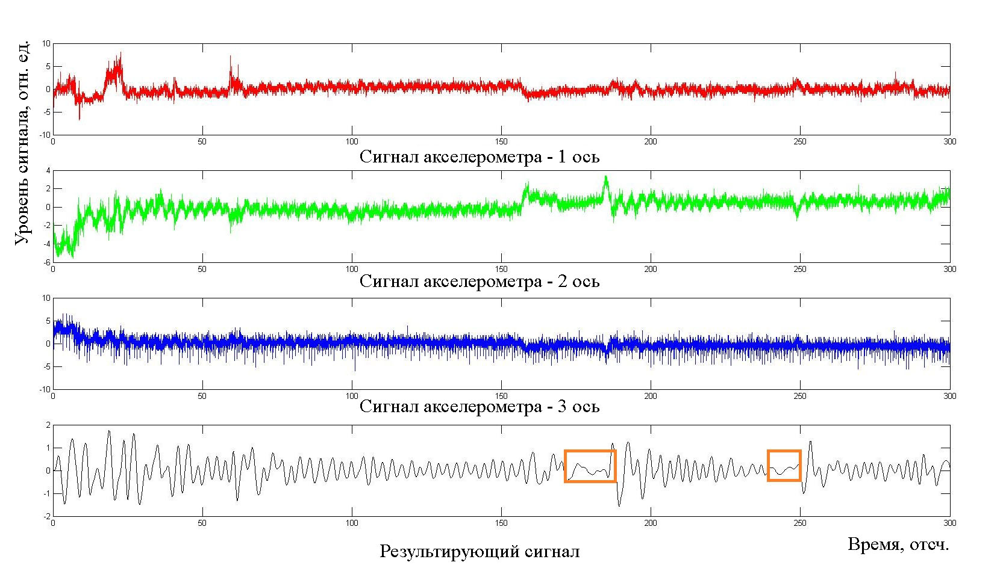 Уровень сигнала, отн. ед.
10
5
0
-5
-10
0 50 100 150 200 250 300
Сигнал акселерометра - 1 ось
4
2
0
-2
-4
-6
0 50 100 150 200 250 300
Сигнал акселерометра - 2 ось
10
5
0
-5
-10
0 50 100 150 200 250 300
Сигнал акселерометра - 3 ось
2
1
0
-1
-2
0 50 100 150 200 250 300
Время, отсч.
Результирующий сигнал